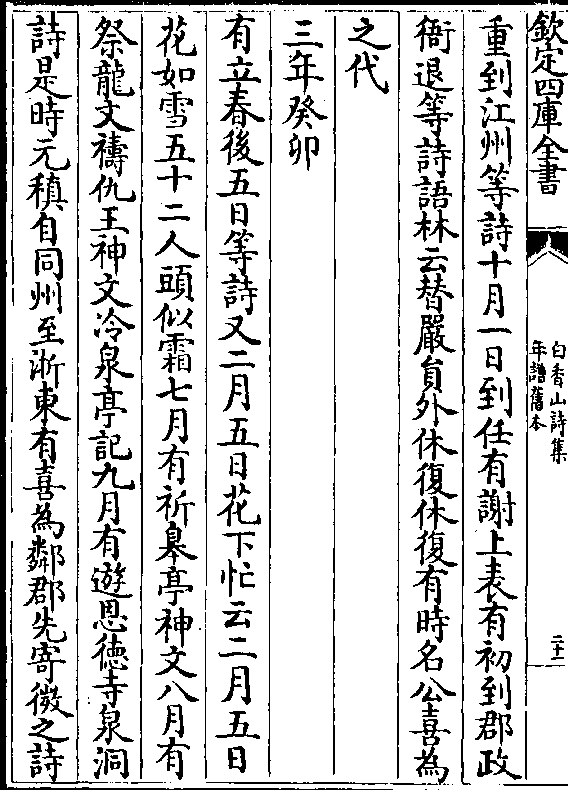 欽定四庫全書
白香山詩集
年譜舊本
二十一
重到江州等詩十月一日到任有謝上表有初到郡政
衙退等詩語林云替嚴貟外休復休復有時名公喜為
之代
三年癸卯
有立春後五日等詩又二月五日花下忙云二月五日
花如雪五十二人頭似霜七月有祈皋亭神文八月有
祭龍文禱仇王神文冷泉亭記九月有遊恩徳寺泉洞
詩是時元稹自同州至浙東有喜為鄰郡先寄微之詩